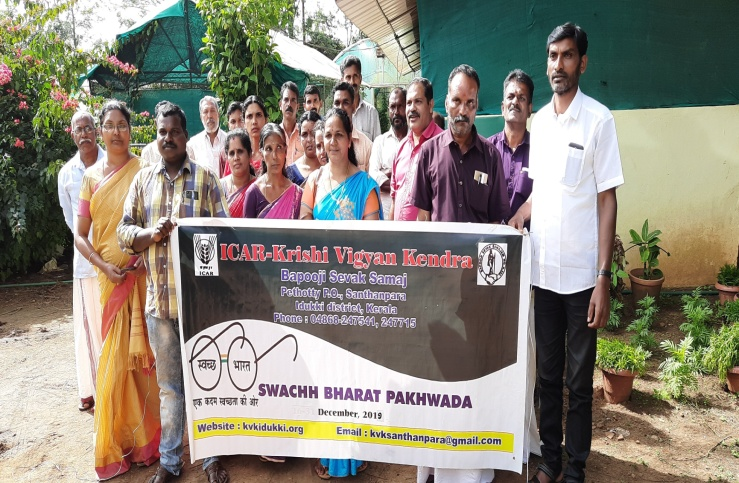 ICAR-Krishi Vigyan Kendra
ICAR
Bapooji Sevak Samaj
Pethotty P.O., Santhanpara
Idukki district, Kerala
Phone : 04868-247541, 247715
स्वच्छ भारत
एक कदम स्वच्छता की ओर
SWACHH BHARAT PAKHWADA
December, 2019
Website : kvkidukki.org Email : kvksanthanpara@gmail.com